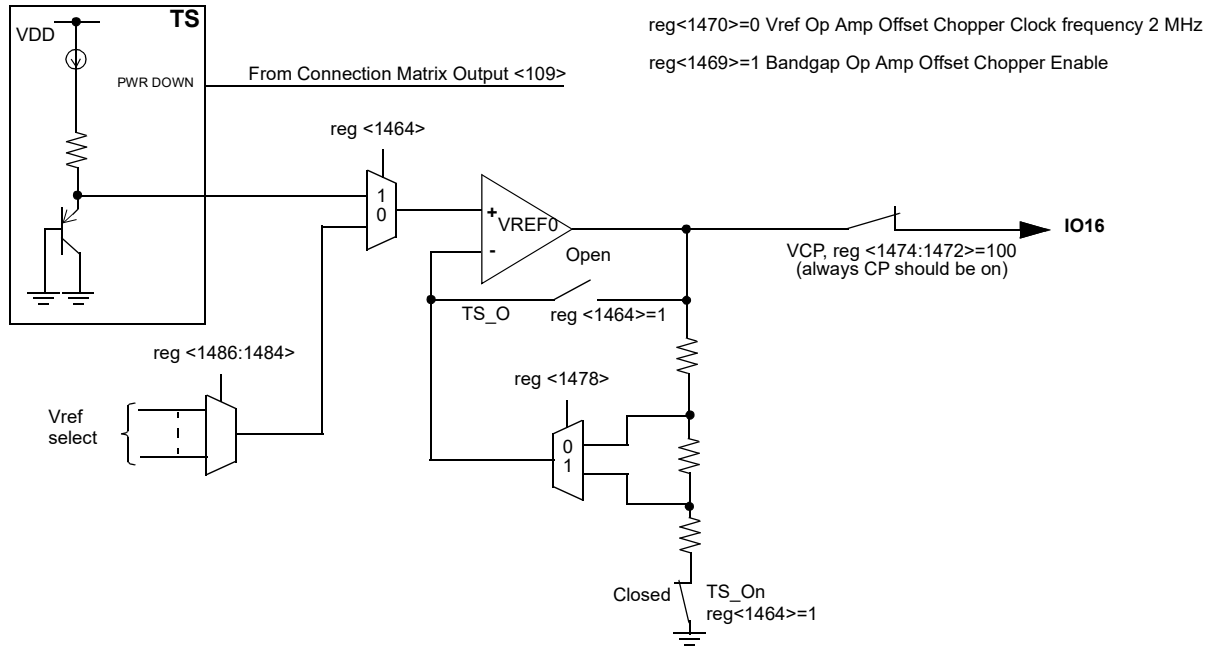 TS
VDD
PWR DOWN
From Connection Matrix Output <109>
reg<1470>=0 Vref Op Amp Offset Chopper Clock frequency 2 MHz
reg<1469>=1 Bandgap Op Amp Offset Chopper Enable
reg <1464>
1
0
+
VREF0
-
Open
IO16
VCP, reg <1474:1472>=100
(always CP should be on)
TS_O
reg <1464>=1
reg <1486:1484>
reg <1478>
Vref
select
0
1
Closed
TS_On
reg<1464>=1